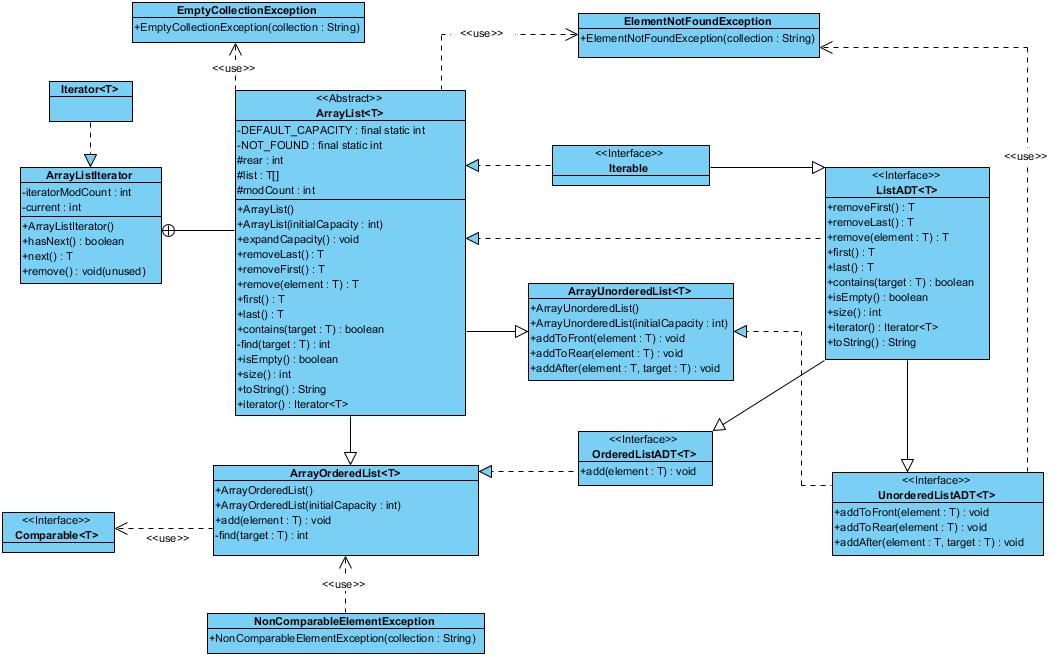 EmptyCollectionException
+EmptyCollectionException(collection : String)
ElementNotFoundException
+ElementNotFoundException(collection : String)
<<use>>
<<use>>
Iterator<T>
<<Abstract>>
ArrayList<T>
-DEFAULT_CAPACITY : final static int
-NOT_FOUND : final static int
#rear : int
#list : T[]
#modCount : int
+ArrayList()
+ArrayList(initialCapacity : int)
+expandCapacity() : void
+removeLast() : T
+removeFirst() : T
+remove(element : T) : T
+first() : T
+last() : T
+contains(target : T) : boolean
-find(target : T) : int
+isEmpty() : boolean
+size() : int
+toString() : String
+iterator() : Iterator<T>
<<Interface>>
Iterable
<<use>>
ArrayListIterator
-iteratorModCount : int
-current : int
+ArrayListIterator()
+hasNext() : boolean
+next() : T
+remove() : void(unused)
<<Interface>>
ListADT<T>
+removeFirst() : T
+removeLast() : T
+remove(element : T) : T
+first() : T
+last() : T
+contains(target : T) : boolean
+isEmpty() : boolean
+size() : int
+iterator() : Iterator<T>
+toString() : String
ArrayUnorderedList<T>
+ArrayUnorderedList()
+ArrayUnorderedList(initialCapacity : int)
+addToFront(element : T) : void
+addToRear(element : T) : void
+addAfter(element : T, target : T) : void
<<Interface>>
OrderedListADT<T>
+add(element : T) : void
ArrayOrderedList<T>
+ArrayOrderedList()
+ArrayOrderedList(initialCapacity : int)
+add(element : T) : void
-find(target : T) : int
<<Interface>>
UnorderedListADT<T>
+addToFront(element : T) : void
+addToRear(element : T) : void
+addAfter(element : T, target : T) : void
<<Interface>>
Comparable<T>
<<use>>
<<use>>
NonComparableElementException
+NonComparableElementException(collection : String)